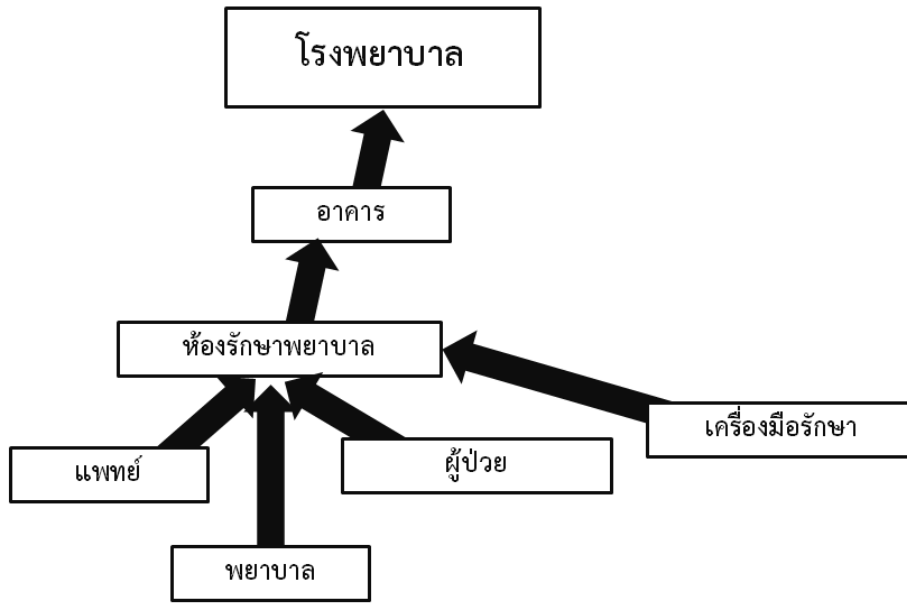 โรงพยาบาล
อาคาร
ห้องรักษาพยาบาล
เครื่องมือรักษา
แพทย์
ผู้ป่วย
พยาบาล